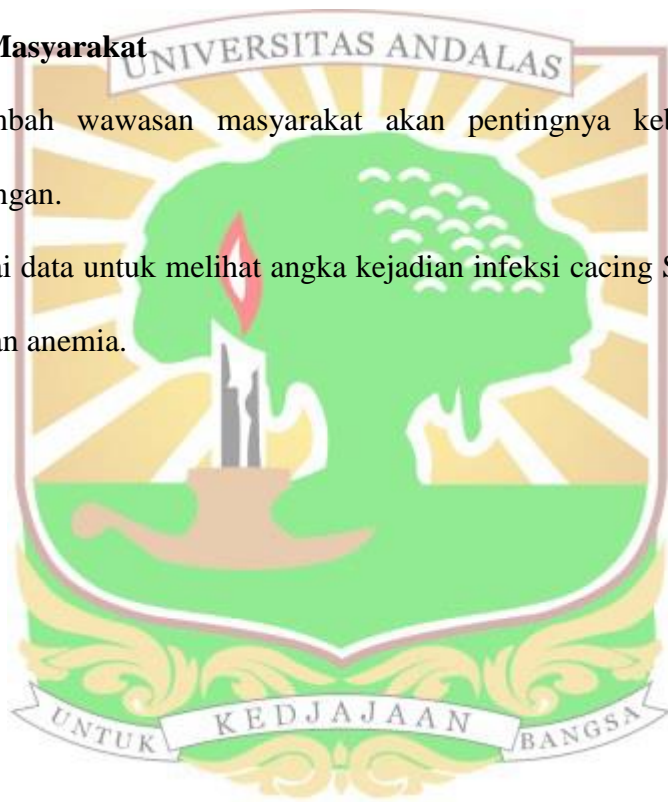 Masyarakat
UNIVERSITAS ANDALAS
mbah wawasan masyarakat akan pentingnya keb
ngan.
ai data untuk melihat angka kejadian infeksi cacing S
an anemia.
UNTUK KEDJAJAAN BANGSA